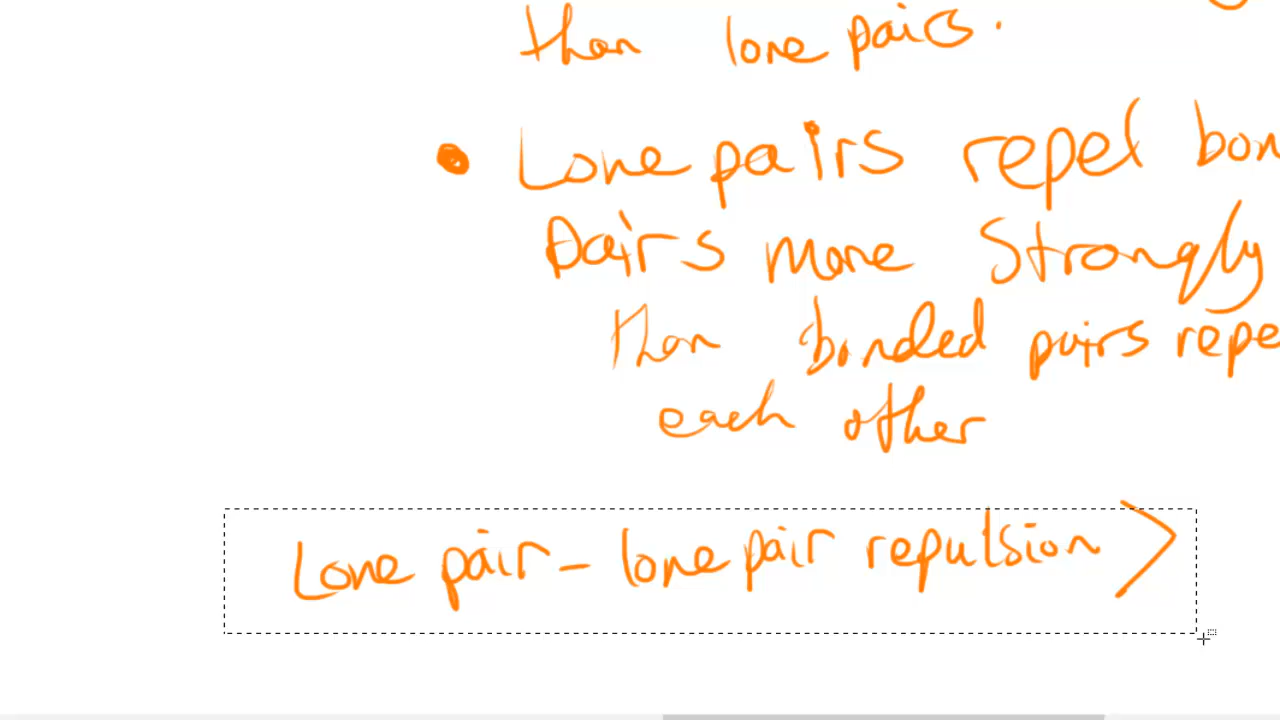 than lone pairs.
• Lone pairs repel bon
pairs more strongly
than bonded pairs repe
each other
Lone pair - lone pair repulsion >